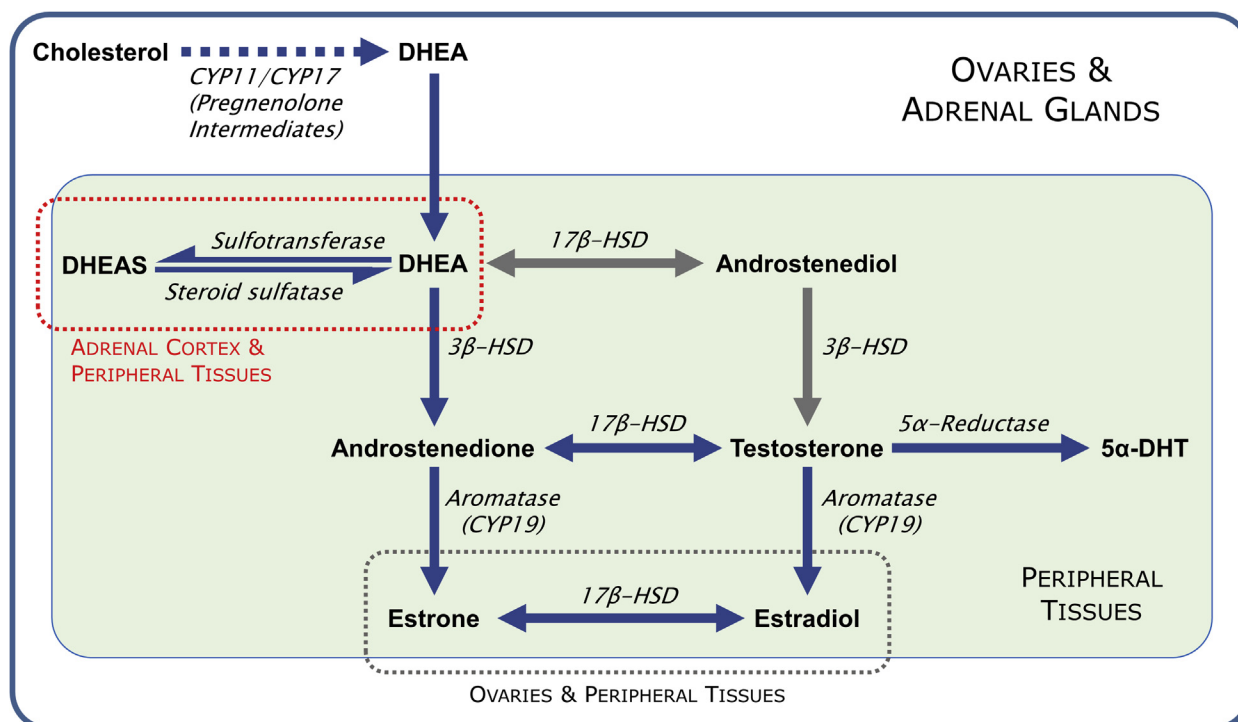 Cholesterol
DHEA
CYP11/CYP17
(Pregnenolone
Intermediates)
OVARIES &
ADRENAL GLANDS
DHEAS
Sulfotransferase
Steroid sulfatase
DHEA
17β-HSD
Androstenediol
ADRENAL CORTEX &
PERIPHERAL TISSUES
3β-HSD
3β-HSD
Androstenedione
17β-HSD
Testosterone
5α-Reductase
5α-DHT
Aromatase
(CYP19)
Aromatase
(CYP19)
Estrone
17β-HSD
Estradiol
PERIPHERAL
TISSUES
OVARIES & PERIPHERAL TISSUES